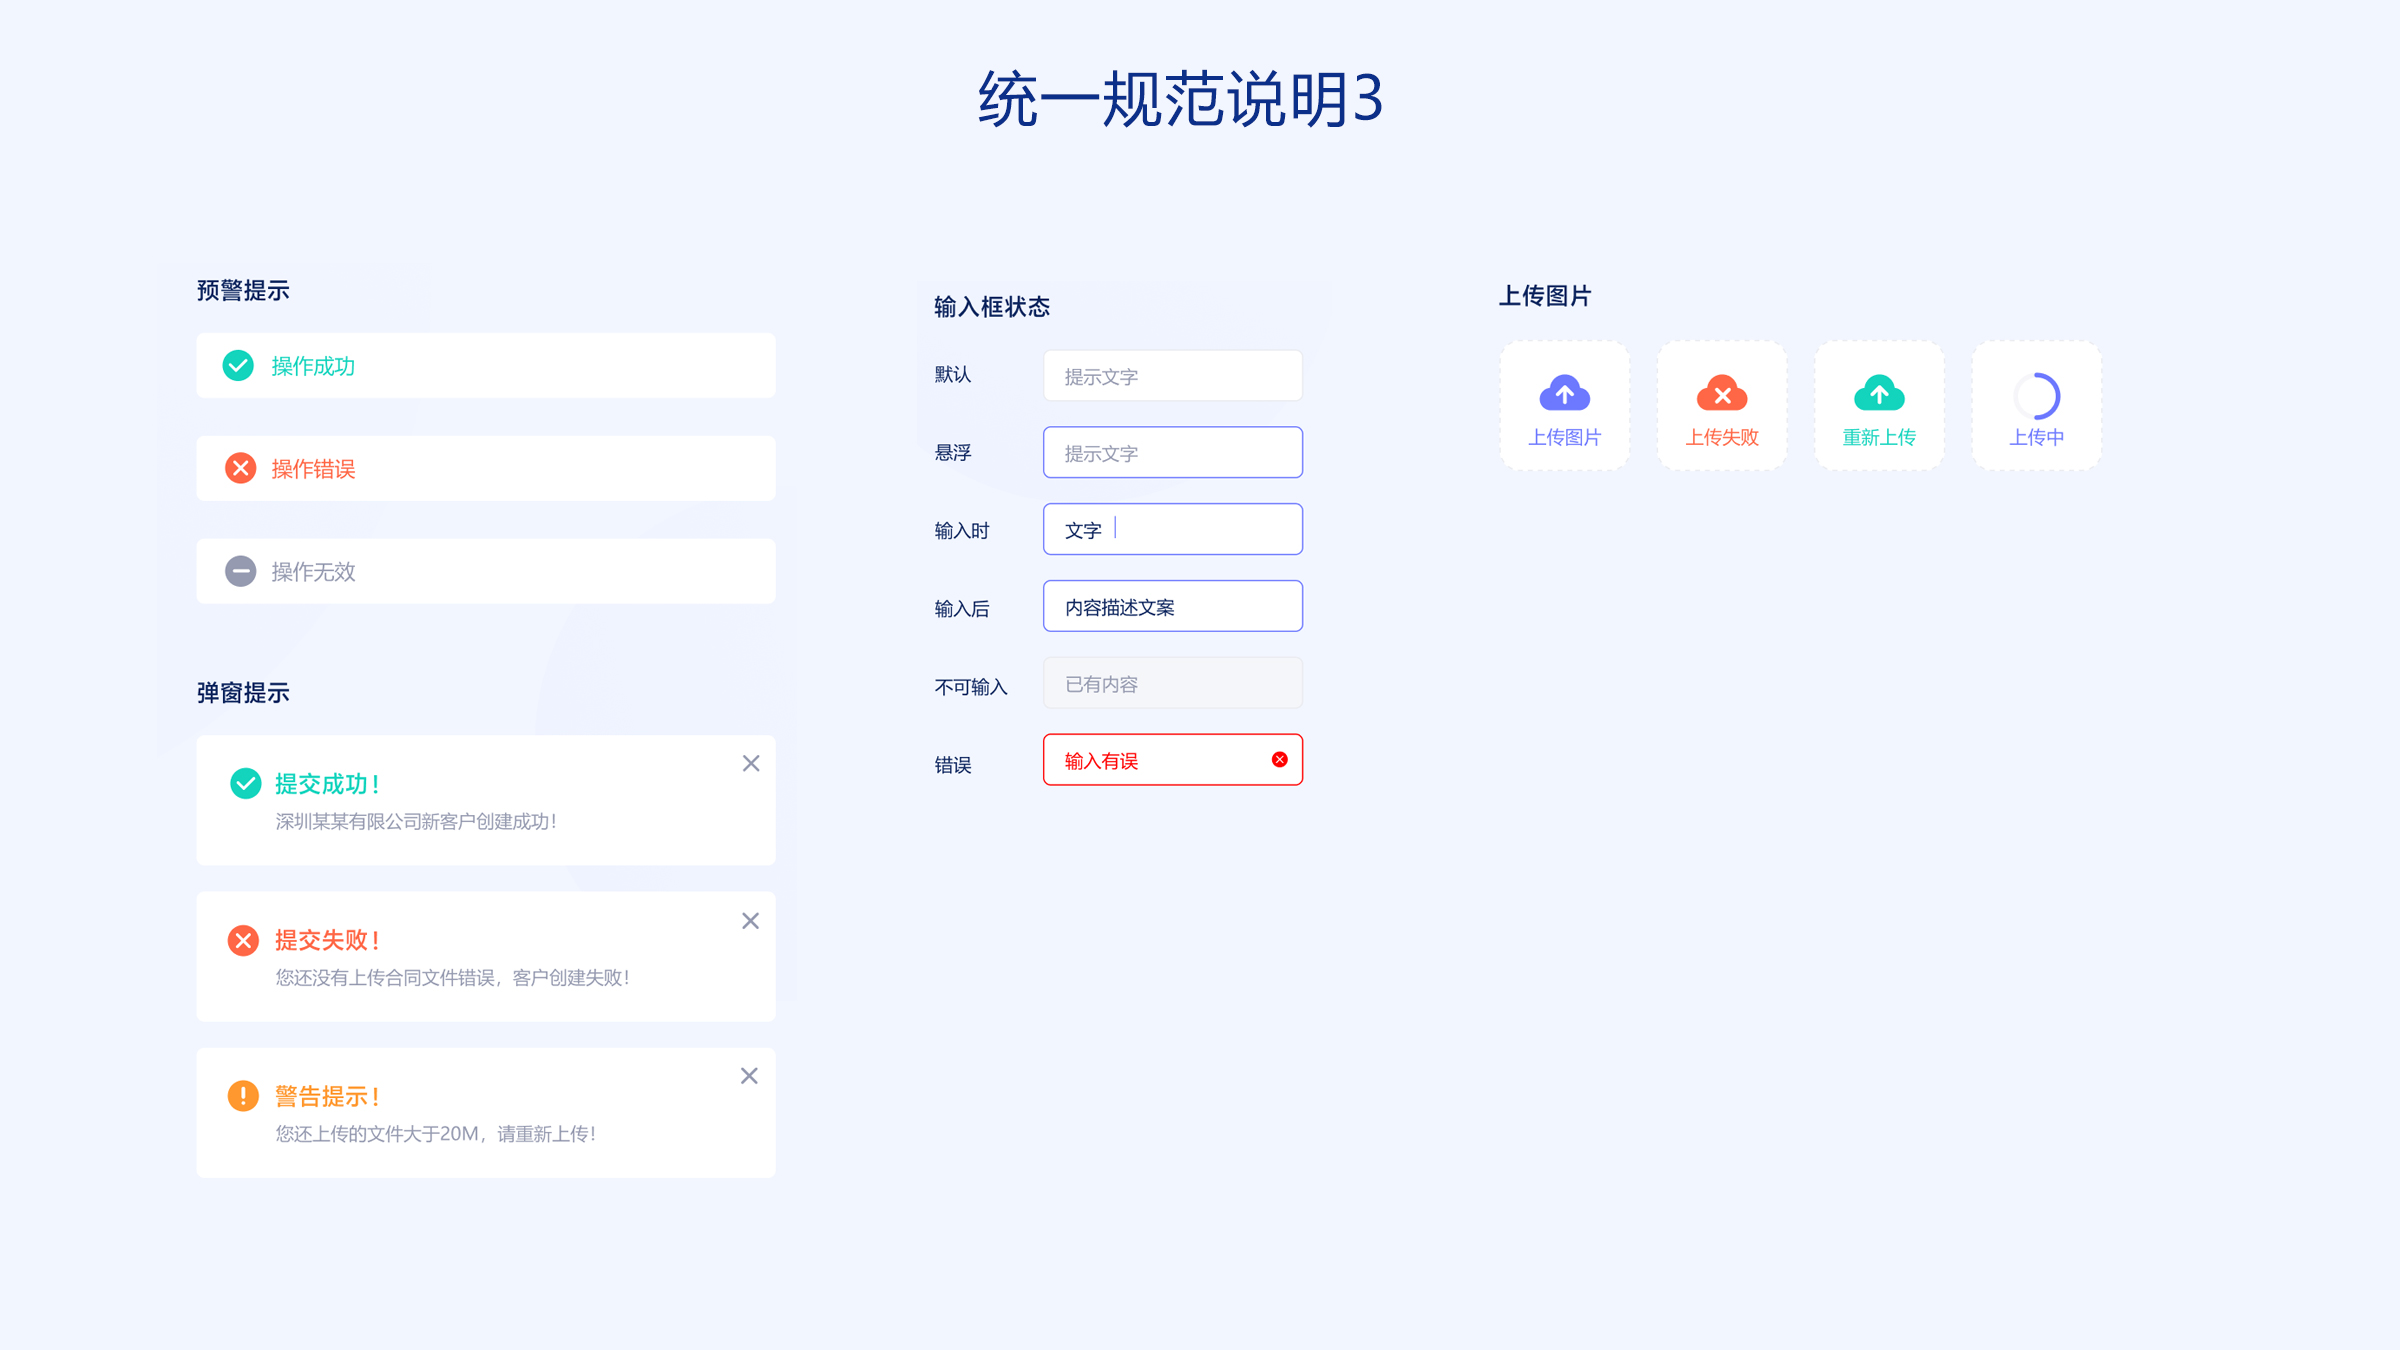 统一规范说明3
预警提示
操作成功
操作错误
操作无效
弹窗提示
提交成功！
深圳某某有限公司新客户创建成功！
提交失败！
您还没有上传合同文件错误，客户创建失败！
警告提示！
您还上传的文件大于20M，请重新上传！
输入框状态
默认
提示文字
悬浮
提示文字
输入时
文字
输入后
内容描述文案
不可输入
已有内容
错误
输入有误
上传图片
上传图片
上传失败
重新上传
上传中